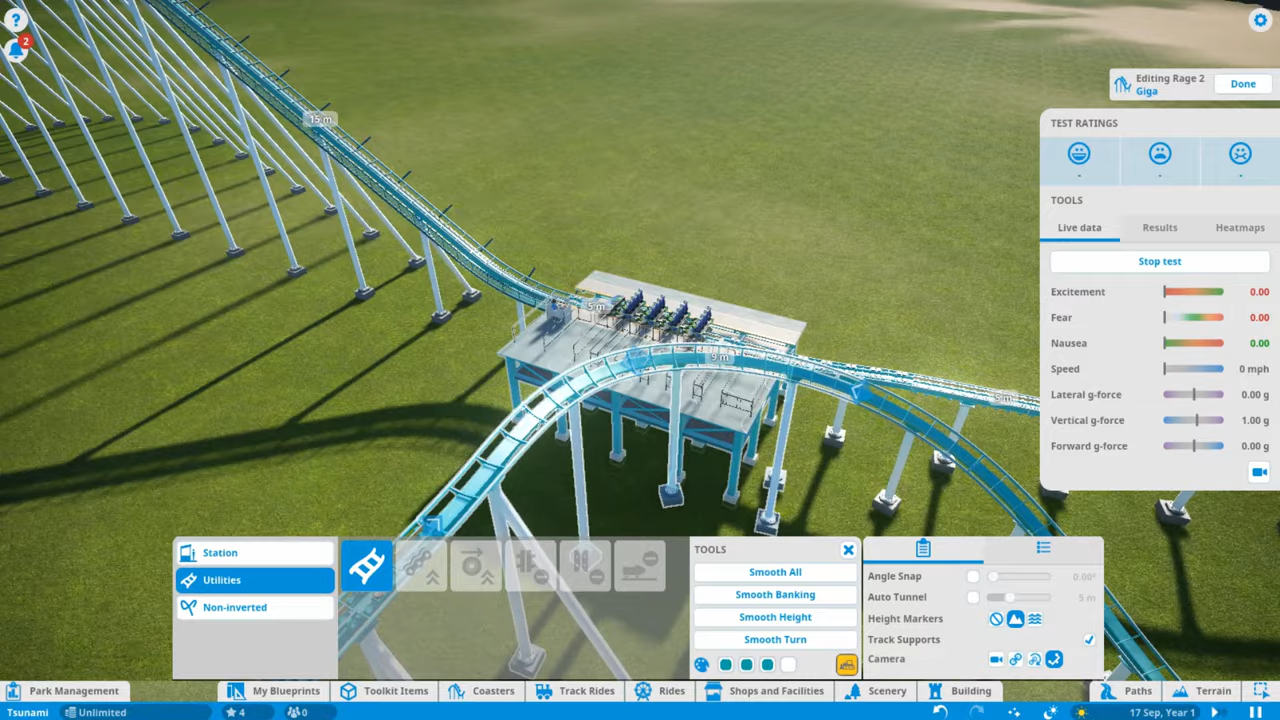 ?
2
15 m
5 m
9 m
5 m
Editing Rage 2
Giga
Done
TEST RATINGS
- - -
TOOLS
Live data Results Heatmaps
Stop test
Excitement 0.00
Fear 0.00
Nausea 0.00
Speed 0 mph
Lateral g-force 0.00 g
Vertical g-force 1.00 g
Forward g-force 0.00 g
Station
Utilities
Non-inverted
TOOLS
Smooth All
Smooth Banking
Smooth Height
Smooth Turn
Angle Snap 0.00°
Auto Tunnel 5 m
Height Markers
Track Supports
Camera
Park Management My Blueprints Toolkit Items Coasters Track Rides Rides Shops and Facilities Scenery Building Paths Terrain
Tsunami Unlimited 4 0 17 Sep, Year 1